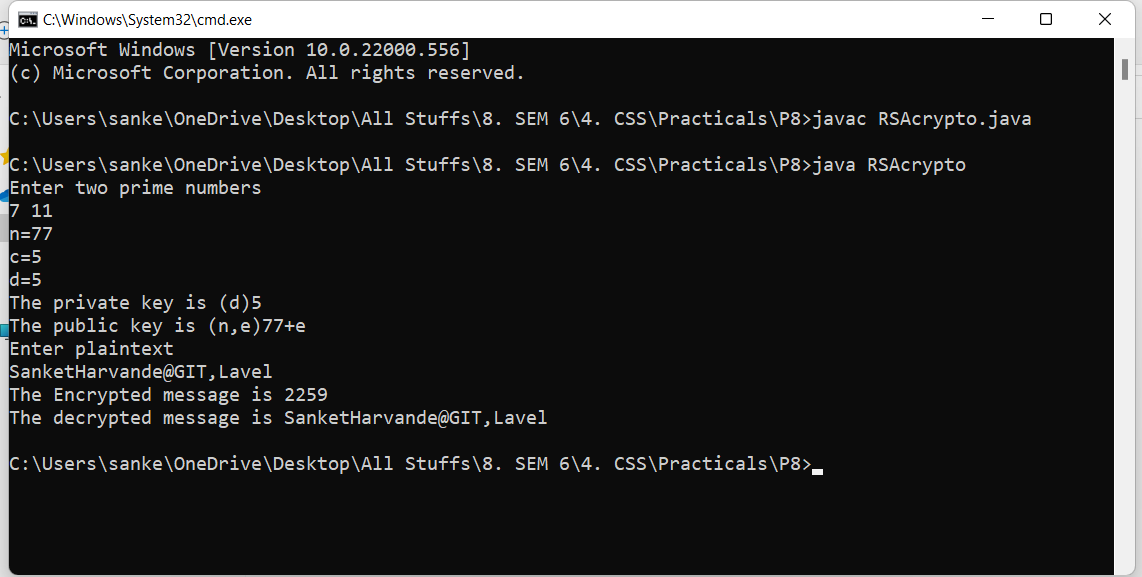 C:\Windows\System32\cmd.exe
Microsoft Windows [Version 10.0.22000.556]
(c) Microsoft Corporation. All rights reserved.
C:\Users\sanke\OneDrive\Desktop\All Stuffs\8. SEM 6\4. CSS\Practicals\P8>javac RSAcrypto.java
C:\Users\sanke\OneDrive\Desktop\All Stuffs\8. SEM 6\4. CSS\Practicals\P8>java RSAcrypto
Enter two prime numbers
7 11
n=77
c=5
d=5
The private key is (d)5
The public key is (n,e)77+e
Enter plaintext
SanketHarvande@GIT,Lavel
The Encrypted message is 2259
The decrypted message is SanketHarvande@GIT,Lavel
C:\Users\sanke\OneDrive\Desktop\All Stuffs\8. SEM 6\4. CSS\Practicals\P8>